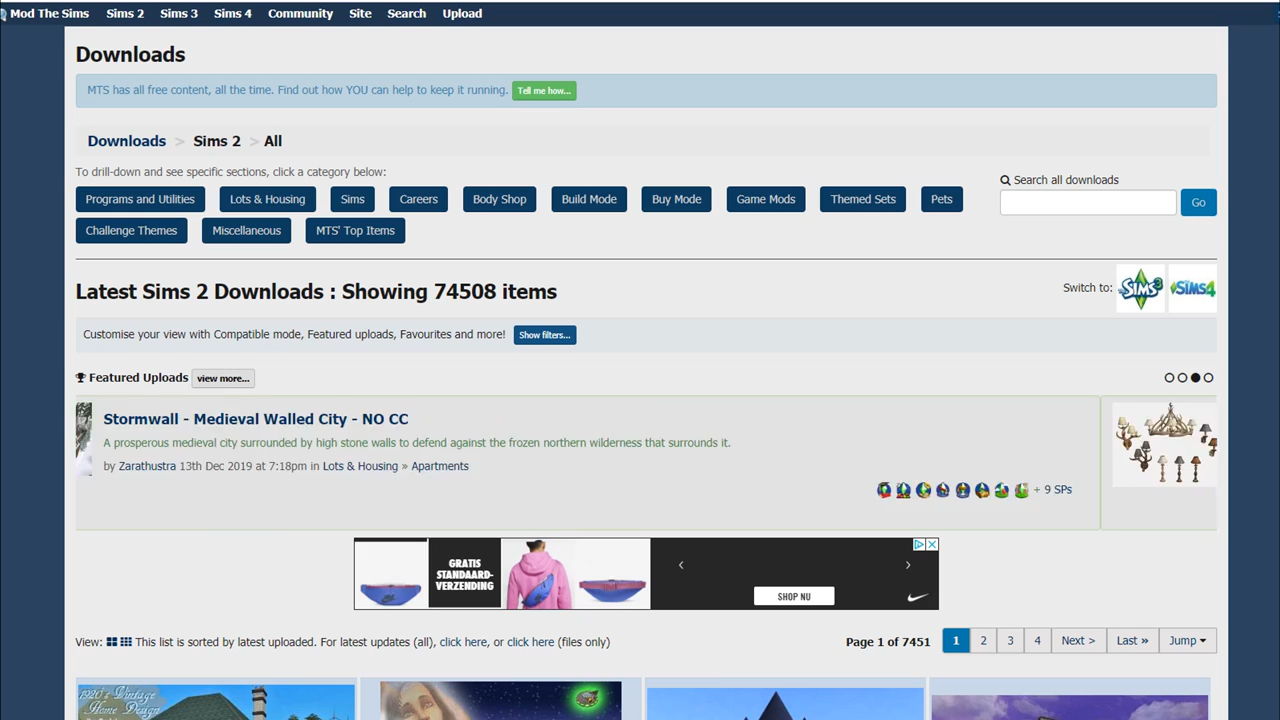 Mod The Sims Sims 2 Sims 3 Sims 4 Community Site Search Upload
Downloads
MTS has all free content, all the time. Find out how YOU can help to keep it running. Tell me how...
Downloads > Sims 2 > All
To drill-down and see specific sections, click a category below:
Search all downloads
Programs and Utilities Lots & Housing Sims Careers Body Shop Build Mode Buy Mode Game Mods Themed Sets Pets
Go
Challenge Themes Miscellaneous MTS' Top Items
Latest Sims 2 Downloads : Showing 74508 items
Switch to: SIMS 3 SIMS4
Customise your view with Compatible mode, Featured uploads, Favourites and more! Show filters...
Featured Uploads view more...
Stormwall - Medieval Walled City - NO CC
A prosperous medieval city surrounded by high stone walls to defend against the frozen northern wilderness that surrounds it.
by Zarathustra 13th Dec 2019 at 7:18pm in Lots & Housing » Apartments
+ 9 SPs
GRATIS
STANDAARD-
VERZENDING
SHOP NU
View: This list is sorted by latest uploaded. For latest updates (all), click here, or click here (files only)
Page 1 of 7451 1 2 3 4 Next > Last » Jump
1920's Vintage
Home Design